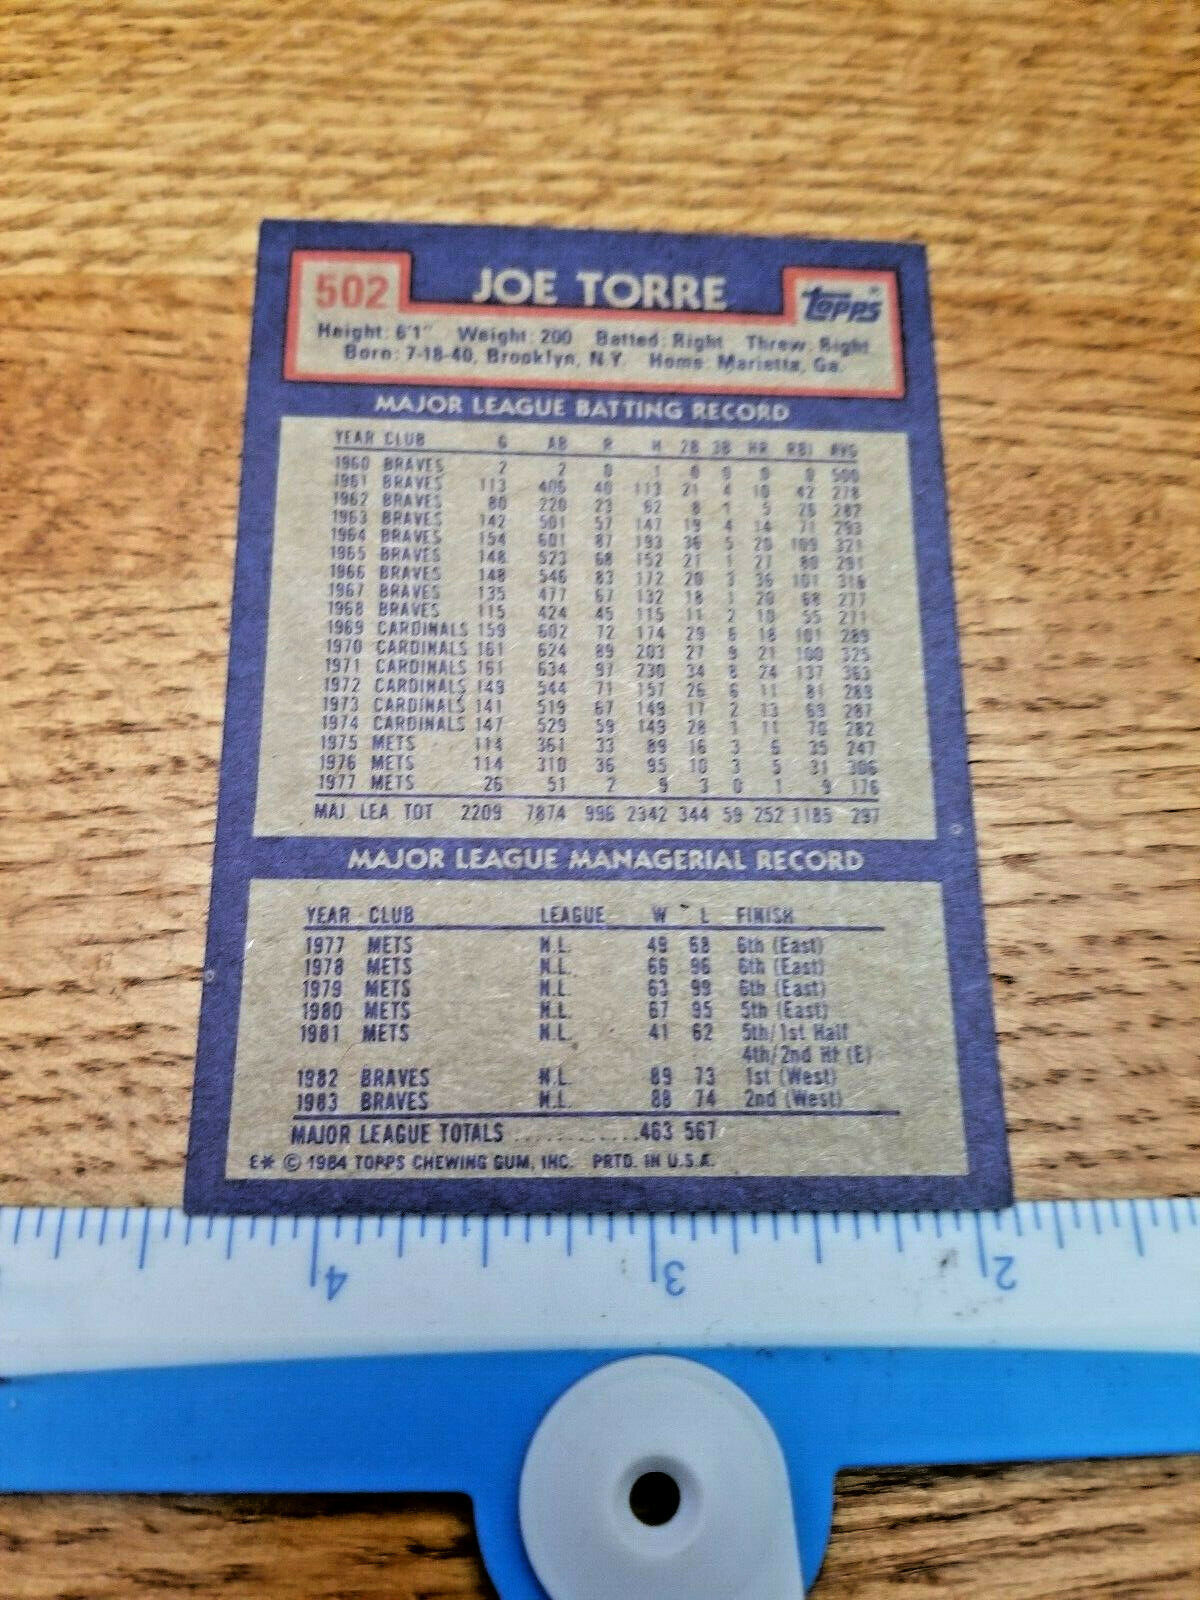 502 JOE TORRE Topps
Height: 6'1" Weight: 200 Batted: Right Threw: Right
Born: 7-18-40, Brooklyn, N.Y. Home: Marietta, Ga.
MAJOR LEAGUE BATTING RECORD
YEAR CLUB G AB R H 2B 3B HR RBI AVG
1960 BRAVES 2 2 0 1 0 0 0 0 500
1961 BRAVES 113 406 40 113 21 4 10 42 278
1962 BRAVES 80 220 23 62 8 1 5 26 282
1963 BRAVES 142 501 57 147 19 4 14 71 293
1964 BRAVES 154 601 87 193 36 5 20 109 321
1965 BRAVES 148 523 68 152 21 1 27 80 291
1966 BRAVES 148 546 83 172 20 3 36 101 316
1967 BRAVES 135 477 67 132 18 1 20 68 277
1968 BRAVES 115 424 45 115 11 2 10 55 271
1969 CARDINALS 159 602 72 174 29 6 18 101 289
1970 CARDINALS 161 624 89 203 27 9 21 100 325
1971 CARDINALS 161 634 97 230 34 8 24 137 363
1972 CARDINALS 149 544 71 157 26 6 11 81 289
1973 CARDINALS 141 519 67 149 17 2 13 69 287
1974 CARDINALS 147 529 59 149 28 1 11 70 282
1975 METS 114 361 33 89 16 3 6 35 247
1976 METS 114 310 36 95 10 3 5 31 306
1977 METS 26 51 2 9 3 0 1 9 176
MAJ. LEA. TOT. 2209 7874 996 2342 344 59 252 1185 297
MAJOR LEAGUE MANAGERIAL RECORD
YEAR CLUB LEAGUE W L FINISH
1977 METS N.L. 49 68 6th (East)
1978 METS N.L. 66 96 6th (East)
1979 METS N.L. 63 99 6th (East)
1980 METS N.L. 67 95 5th (East)
1981 METS N.L. 41 62 5th/1st Half
4th/2nd Hf (E)
1982 BRAVES N.L. 89 73 1st (West)
1983 BRAVES N.L. 88 74 2nd (West)
MAJOR LEAGUE TOTALS .............463 567
E* © 1984 TOPPS CHEWING GUM, INC. PRTD. IN U.S.A.
4 3 2